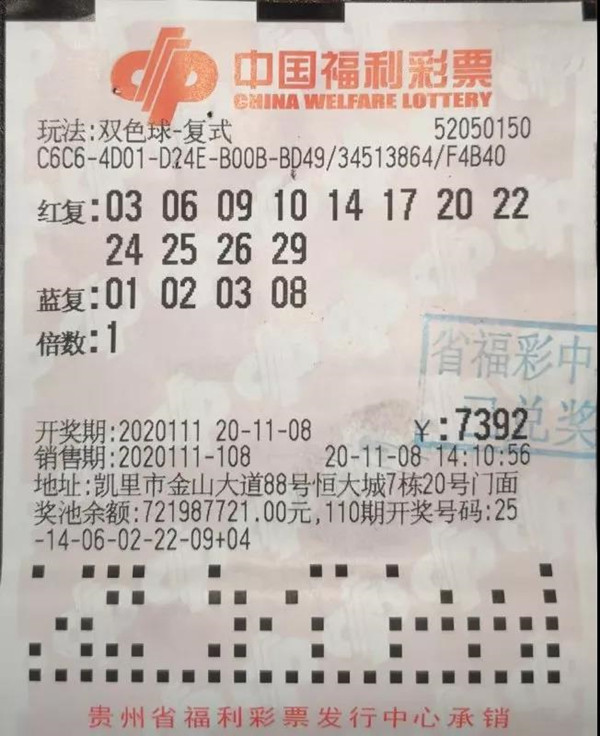 中国福利彩票
CHINA WELFARE LOTTERY
玩法:双色球-复式 52050150
C6C6-4D01-D24E-B00B-BD49/34513864/F4B40
红复:03 06 09 10 14 17 20 22
24 25 26 29
蓝复:01 02 03 08
倍数:1
省福彩中
已兑奖
开奖期:2020111 20-11-08 ¥:7392
销售期:2020111-108 20-11-08 14:10:56
地址:凯里市金山大道88号恒大城7栋20号门面
奖池余额:721987721.00元,110期开奖号码:25
-14-06-02-22-09+04
贵州省福利彩票发行中心承销